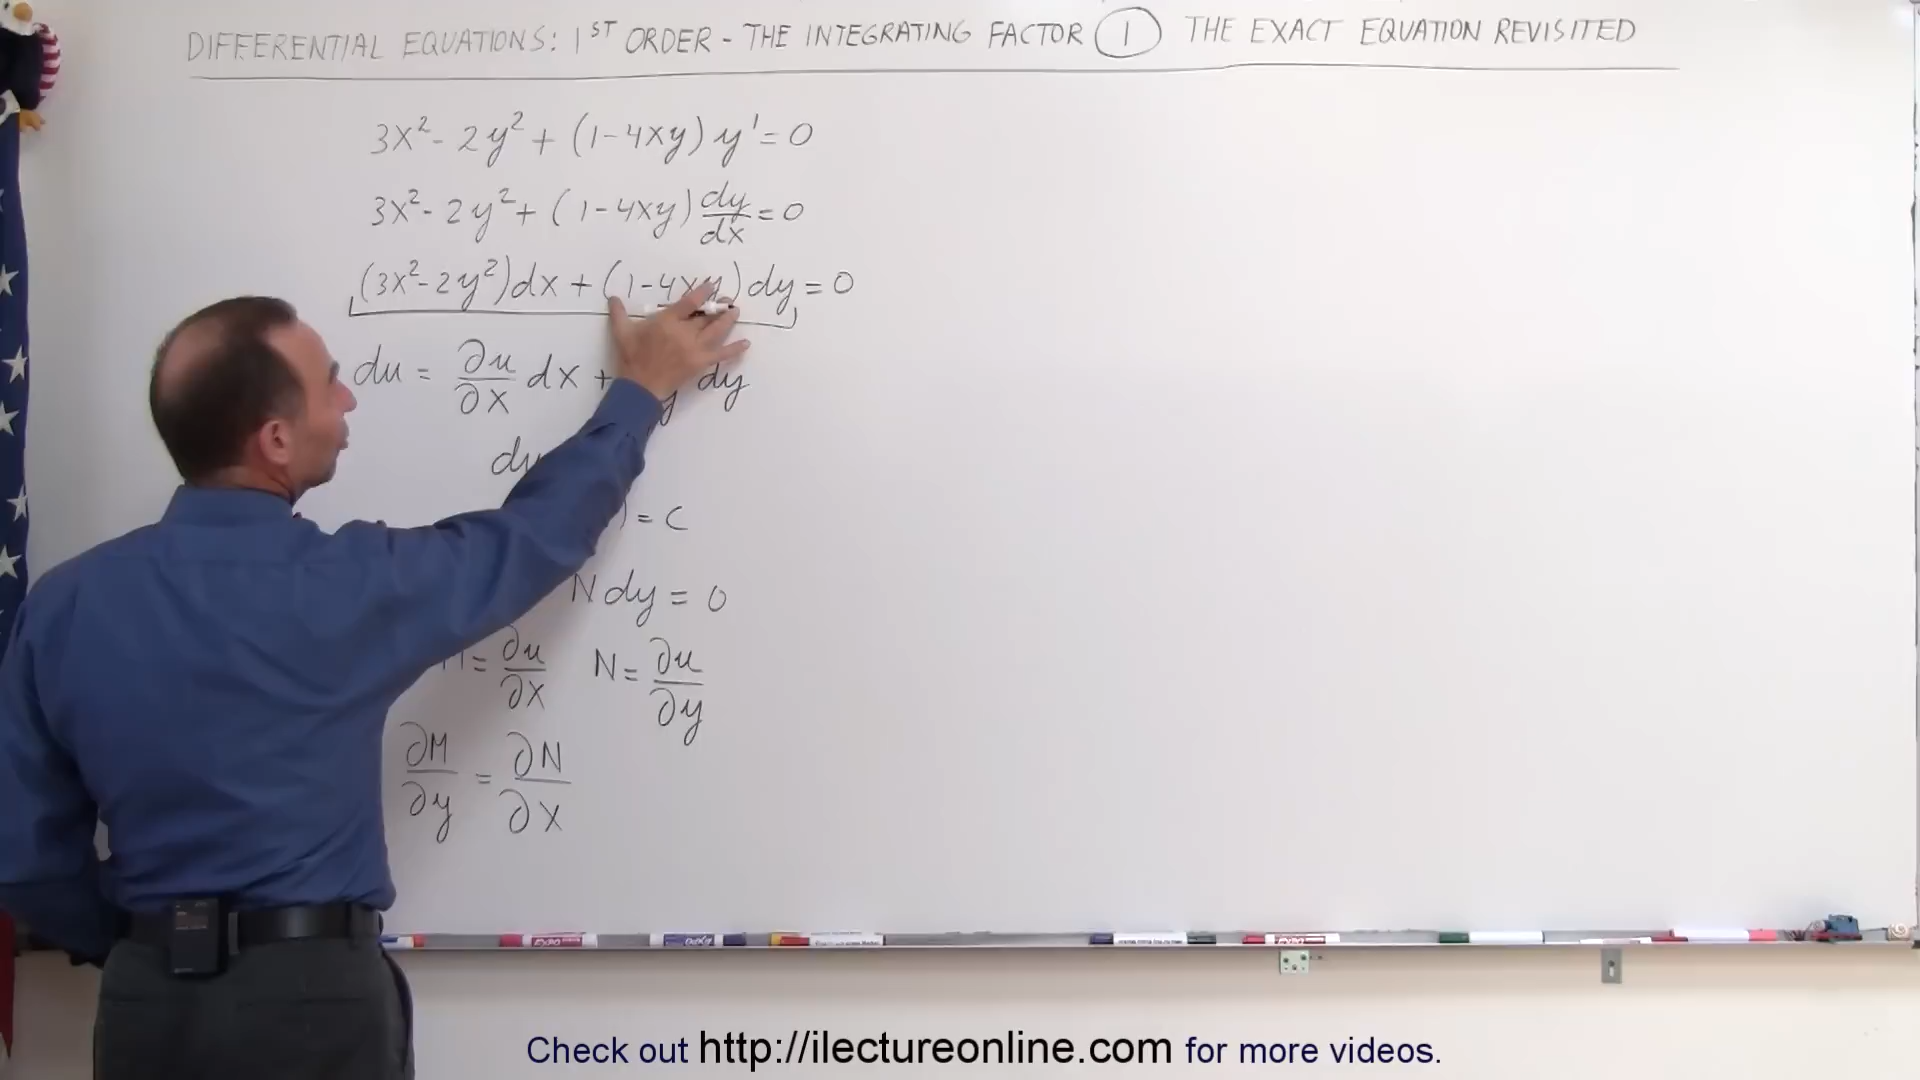 DIFFERENTIAL EQUATIONS: 1ST ORDER - THE INTEGRATING FACTOR 1 THE EXACT EQUATION REVISITED
3x² - 2y² + (1-4xy) y' = 0
3x² - 2y² + (1-4xy) dy/dx = 0
(3x²-2y²)dx + (1-4xy)dy = 0
du = ∂u/∂x dx + dy
du
) = C
N dy = 0
M = ∂u/∂x N = ∂u/∂y
∂M/∂y = ∂N/∂x
EXPO
Check out http://ilectureonline.com for more videos.